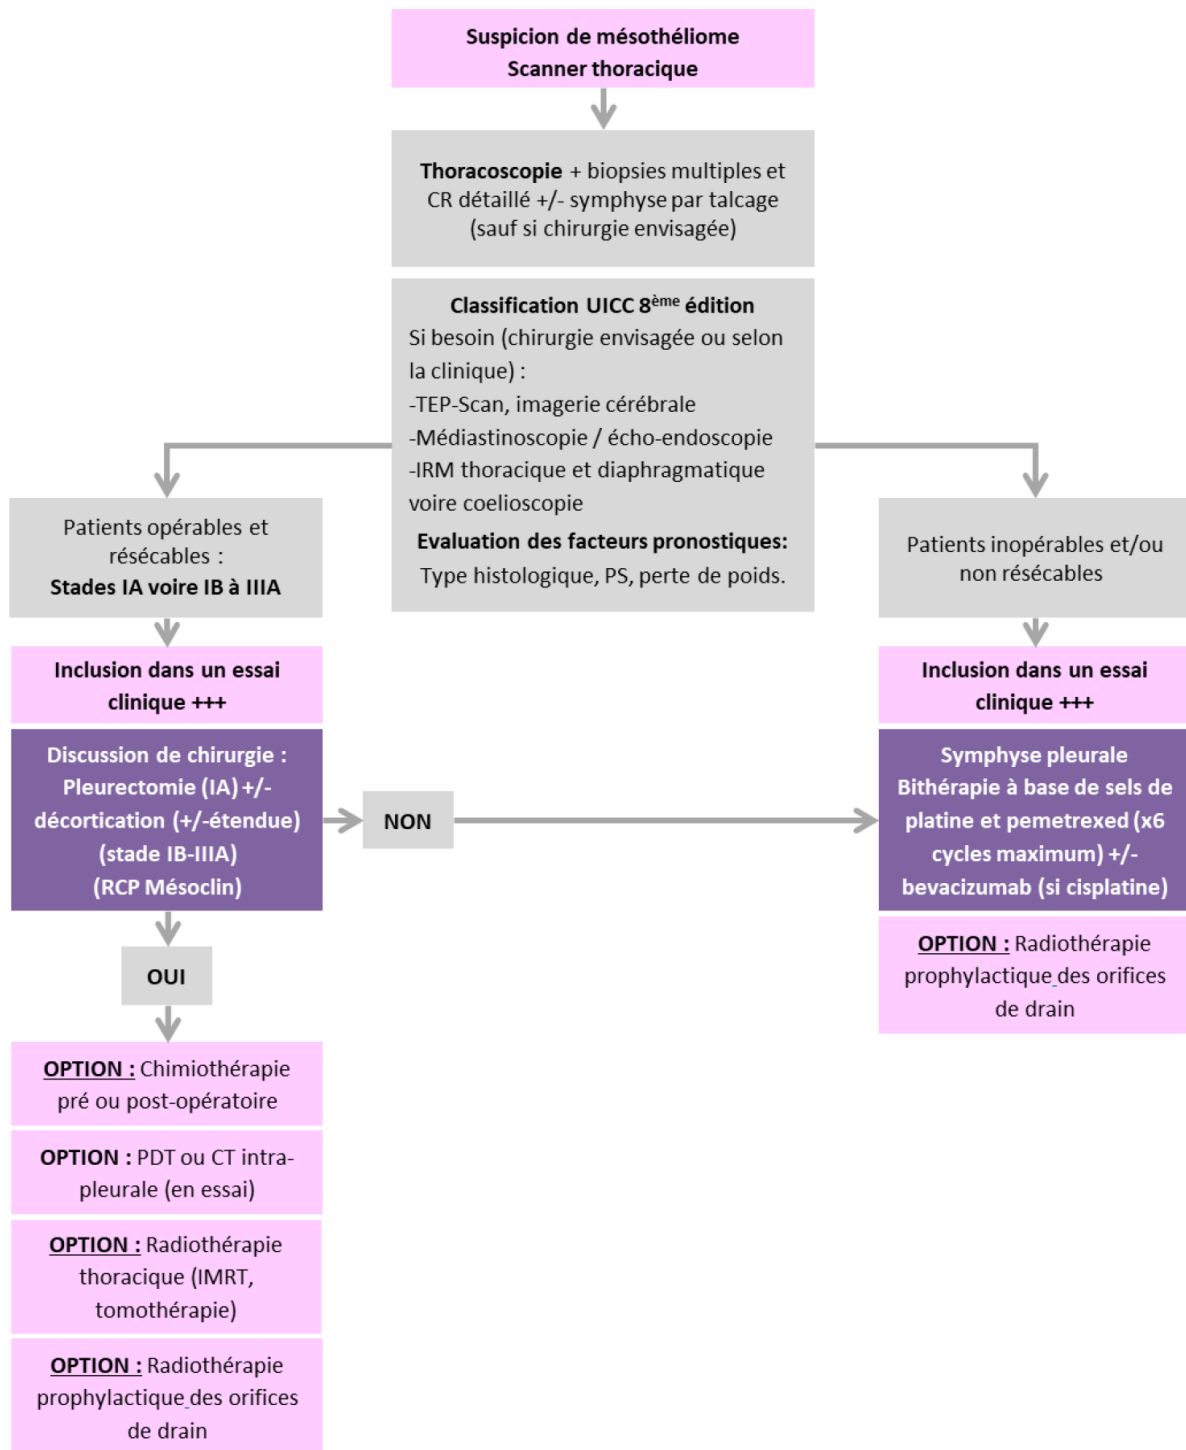 Suspicion de mésothéliome
Scanner thoracique
Thoracoscopie + biopsies multiples et
CR détaillé +/- symphyse par talcage
(sauf si chirurgie envisagée)
Classification UICC 8ème édition
Si besoin (chirurgie envisagée ou selon
la clinique) :
-TEP-Scan, imagerie cérébrale
-Médiastinoscopie / écho-endoscopie
-IRM thoracique et diaphragmatique
voire coelioscopie
Evaluation des facteurs pronostiques:
Type histologique, PS, perte de poids.
Patients opérables et
résécables :
Stades IA voire IB à IIIA
Inclusion dans un essai
clinique +++
Discussion de chirurgie :
Pleurectomie (IA) +/-
décortication (+/-étendue)
(stade IB-IIIA)
(RCP Mésoclin)
NON
OUI
OPTION : Chimiothérapie
pré ou post-opératoire
OPTION : PDT ou CT intra-
pleurale (en essai)
OPTION : Radiothérapie
thoracique (IMRT,
tomothérapie)
OPTION : Radiothérapie
prophylactique des orifices
de drain
Patients inopérables et/ou
non résécables
Inclusion dans un essai
clinique +++
Symphyse pleurale
Bithérapie à base de sels de
platine et pemetrexed (x6
cycles maximum) +/-
bevacizumab (si cisplatine)
OPTION : Radiothérapie
prophylactique des orifices
de drain